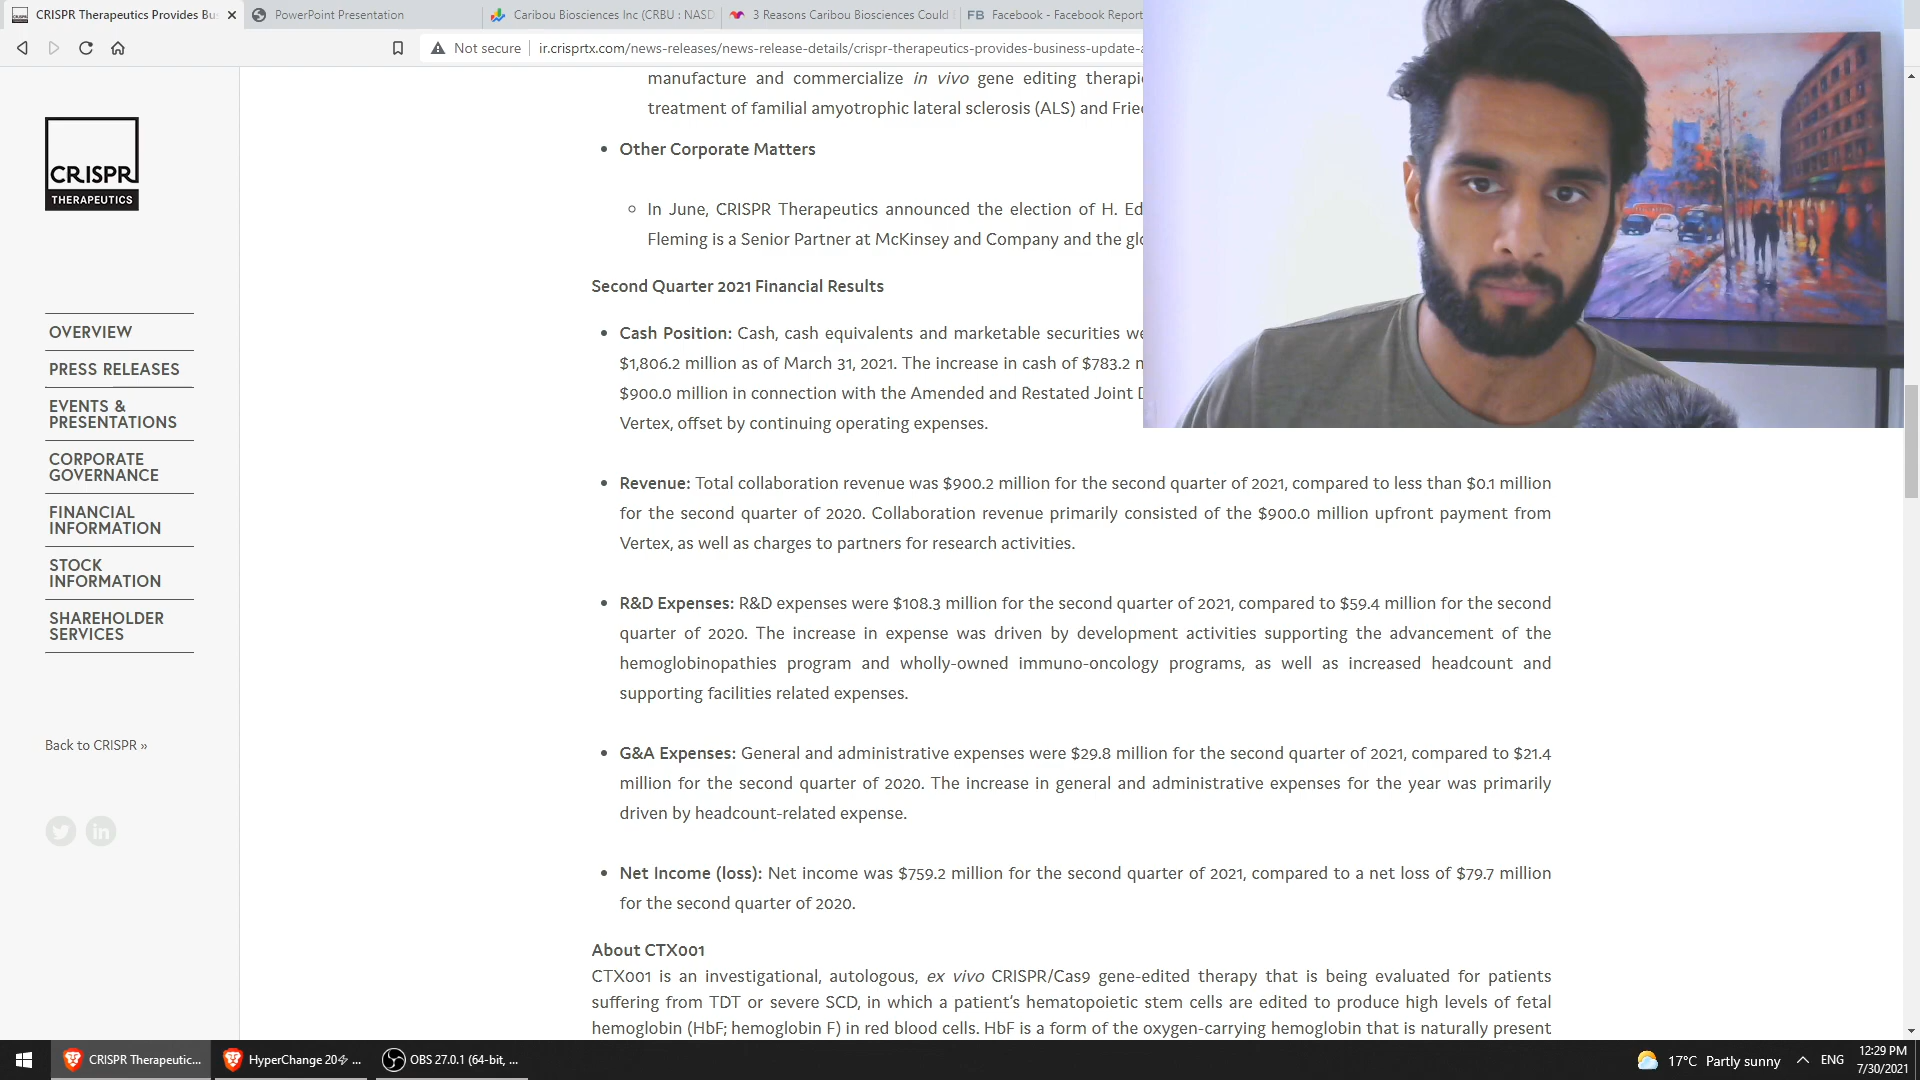 CRISPR Therapeutics Provides Bu
PowerPoint Presentation
Caribou Biosciences Inc (CRBU : NASD
3 Reasons Caribou Biosciences Could
FB Facebook - Facebook Report
Not secure ir.crisprtx.com/news-releases/news-release-details/crispr-therapeutics-provides-business-update-a
CRISPR
THERAPEUTICS
OVERVIEW
PRESS RELEASES
EVENTS &
PRESENTATIONS
CORPORATE
GOVERNANCE
FINANCIAL
INFORMATION
STOCK
INFORMATION
SHAREHOLDER
SERVICES
Back to CRISPR »
manufacture and commercialize in vivo gene editing therapie
treatment of familial amyotrophic lateral sclerosis (ALS) and Fried
• Other Corporate Matters
In June, CRISPR Therapeutics announced the election of H. Ed
Fleming is a Senior Partner at McKinsey and Company and the glo
Second Quarter 2021 Financial Results
• Cash Position: Cash, cash equivalents and marketable securities we
$1,806.2 million as of March 31, 2021. The increase in cash of $783.2 m
$900.0 million in connection with the Amended and Restated Joint D
Vertex, offset by continuing operating expenses.
• Revenue: Total collaboration revenue was $900.2 million for the second quarter of 2021, compared to less than $0.1 million
for the second quarter of 2020. Collaboration revenue primarily consisted of the $900.0 million upfront payment from
Vertex, as well as charges to partners for research activities.
• R&D Expenses: R&D expenses were $108.3 million for the second quarter of 2021, compared to $59.4 million for the second
quarter of 2020. The increase in expense was driven by development activities supporting the advancement of the
hemoglobinopathies program and wholly-owned immuno-oncology programs, as well as increased headcount and
supporting facilities related expenses.
• G&A Expenses: General and administrative expenses were $29.8 million for the second quarter of 2021, compared to $21.4
million for the second quarter of 2020. The increase in general and administrative expenses for the year was primarily
driven by headcount-related expense.
• Net Income (loss): Net income was $759.2 million for the second quarter of 2021, compared to a net loss of $79.7 million
for the second quarter of 2020.
About CTX001
CTX001 is an investigational, autologous, ex vivo CRISPR/Cas9 gene-edited therapy that is being evaluated for patients
suffering from TDT or severe SCD, in which a patient's hematopoietic stem cells are edited to produce high levels of fetal
hemoglobin (HbF; hemoglobin F) in red blood cells. HbF is a form of the oxygen-carrying hemoglobin that is naturally present
CRISPR Therapeutic...
HyperChange 20 ...
OBS 27.0.1 (64-bit, ...
17°C Partly sunny
ENG
12:29 PM
7/30/2021